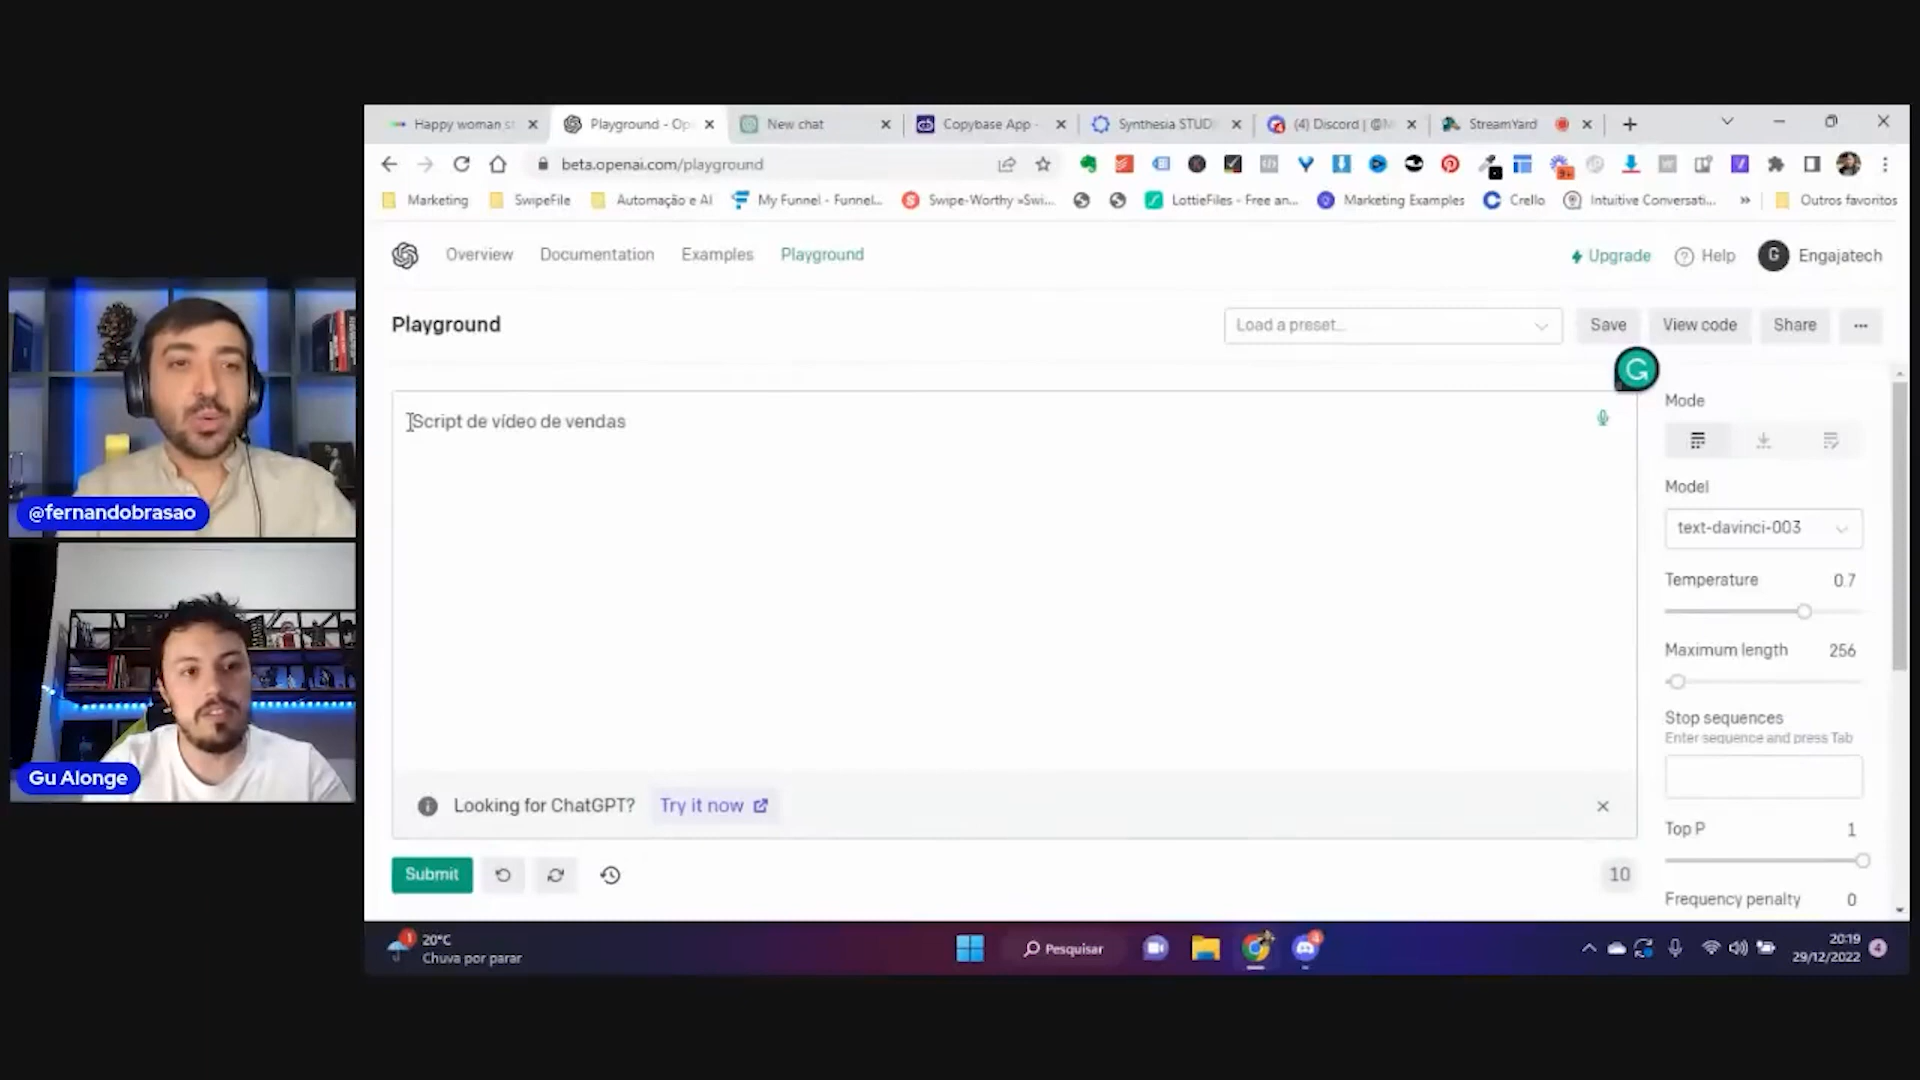 Happy woman s
Playground - Op
New chat
Copybase App -
Synthesia STUD
(4) Discord | @M
StreamYard
beta.openai.com/playground
9+
Marketing
SwipeFile
Automação e AI
My Funnel - Funnel...
Swipe-Worthy »Swi...
LottieFiles - Free an...
Marketing Examples
Crello
Intuitive Conversati...
»
Outros favoritos
Overview
Documentation
Examples
Playground
Upgrade
Help
G
Engajatech
Playground
Load a preset...
Save
View code
Share
...
Script de vídeo de vendas
Mode
Model
text-davinci-003
Temperature 0.7
Maximum length 256
Stop sequences
Enter sequence and press Tab
Top P 1
Frequency penalty 0
Looking for ChatGPT? Try it now
Submit
10
@fernandobrasao
Gu Alonge
1
20°C
Chuva por parar
Pesquisar
4
20:19
29/12/2022
4